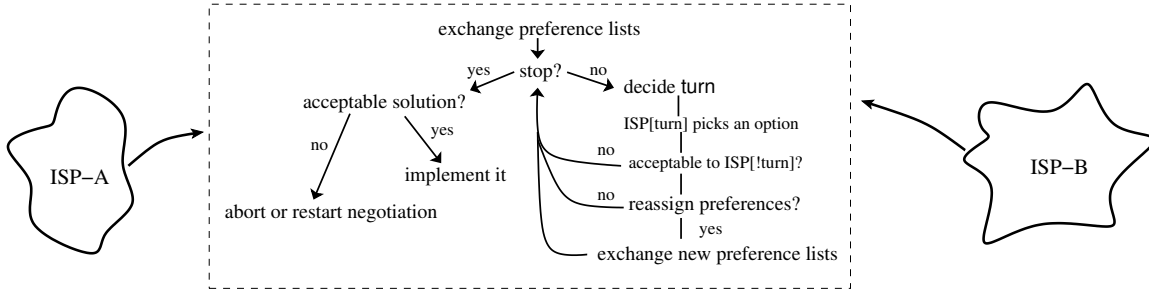 exchange preference lists
yes stop? no
acceptable solution? decide turn
ISP[turn] picks an option
no yes
no acceptable to ISP[!turn]?
ISP−A implement it ISP−B
no reassign preferences?
abort or restart negotiation
yes
exchange new preference lists